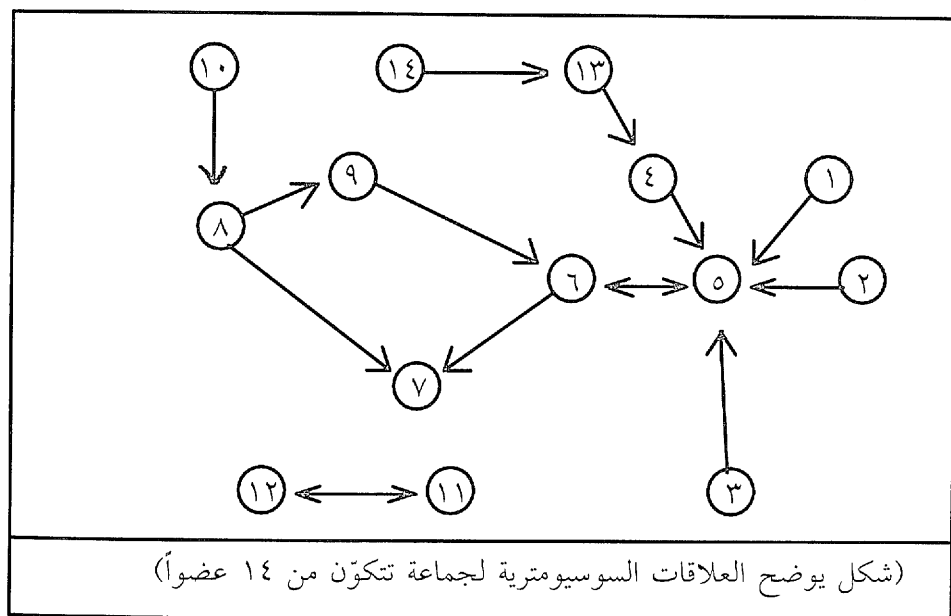 ١٠ ١٤ ١٣
٩ ٤ ١
٨
٦ ٥ ٢
٧
١٢ ١١ ٣
(شكل يوضح العلاقات السوسيومترية لجماعة تتكوّن من ١٤ عضواً)